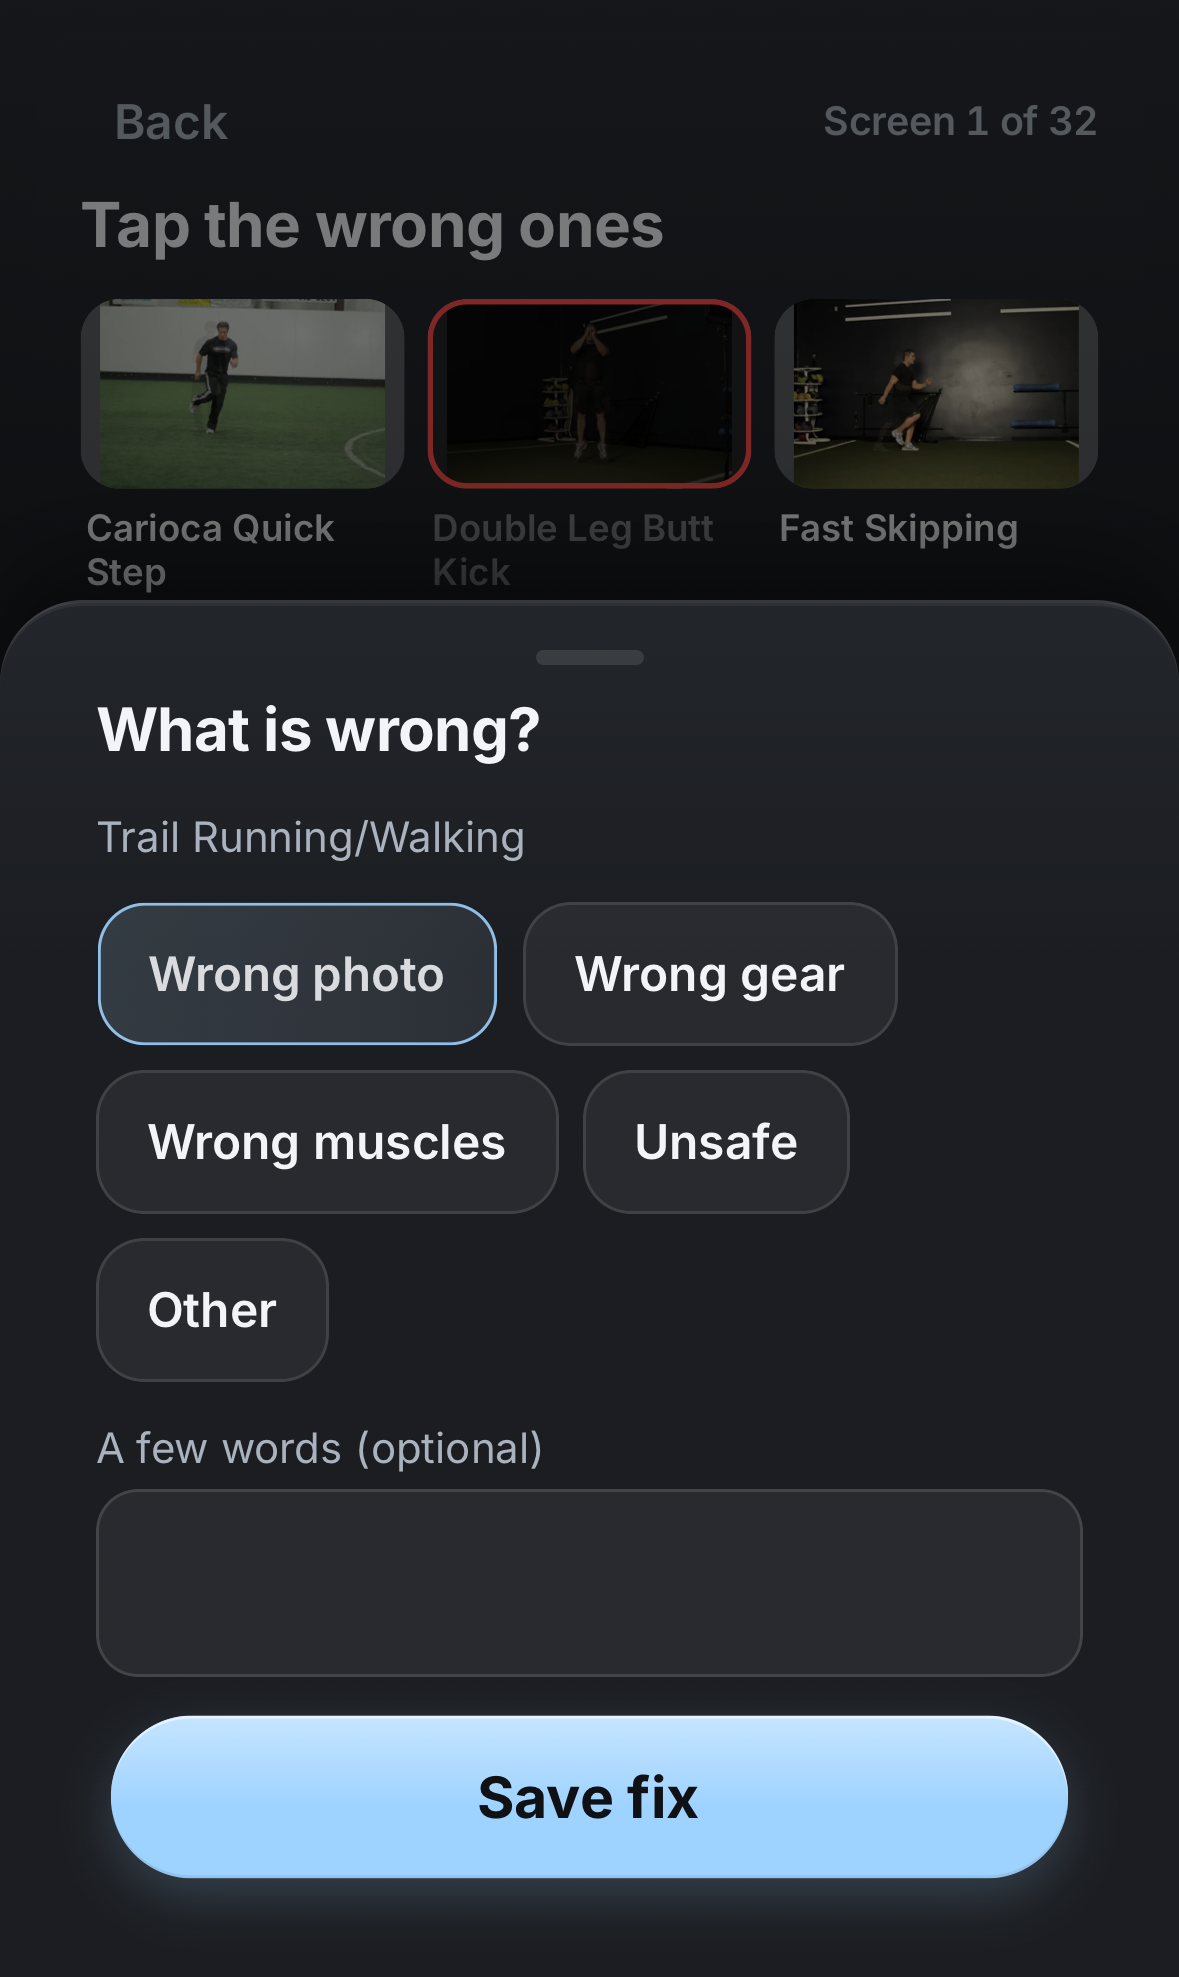 Back
Screen 1 of 32
Tap the wrong ones
Carioca Quick
Step
Double Leg Butt
Kick
Fast Skipping
What is wrong?
Trail Running/Walking
Wrong photo
Wrong gear
Wrong muscles
Unsafe
Other
A few words (optional)
Save fix